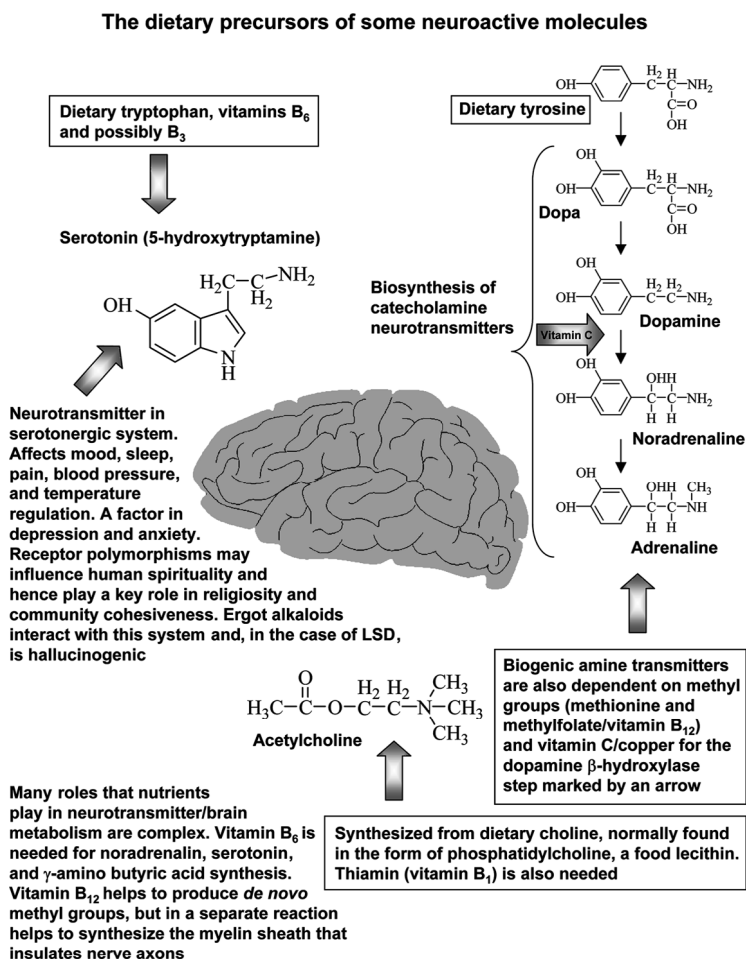 The dietary precursors of some neuroactive molecules
Dietary tryptophan, vitamins B6
and possibly B3
Serotonin (5-hydroxytryptamine)
H2C–C–NH2
H2
OH
N
H
Neurotransmitter in
serotonergic system.
Affects mood, sleep,
pain, blood pressure,
and temperature
regulation. A factor in
depression and anxiety.
Receptor polymorphisms may
influence human spirituality and
hence play a key role in religiosity and
community cohesiveness. Ergot alkaloids
interact with this system and, in the case of LSD,
is hallucinogenic
Dietary tyrosine
H2 H
OH C–C–NH2
C=O
OH
OH
H2 H
OH C–C–NH2
C=O
OH
Dopa
OH
H2 H2
OH C–C–NH2
Dopamine
Biosynthesis of
catecholamine
neurotransmitters
Vitamin C
OH
OHH
OH C–C–NH2
H H
Noradrenaline
OH
OHH CH3
OH C–C–NH
H H
Adrenaline
Biogenic amine transmitters
are also dependent on methyl
groups (methionine and
methylfolate/vitamin B12)
and vitamin C/copper for the
dopamine β-hydroxylase
step marked by an arrow
O H2 H2 CH3
H3C–C–O–C–C–N–CH3
CH3
Acetylcholine
Many roles that nutrients
play in neurotransmitter/brain
metabolism are complex. Vitamin B6 is
needed for noradrenalin, serotonin,
and γ-amino butyric acid synthesis.
Vitamin B12 helps to produce de novo
methyl groups, but in a separate reaction
helps to synthesize the myelin sheath that
insulates nerve axons
Synthesized from dietary choline, normally found
in the form of phosphatidylcholine, a food lecithin.
Thiamin (vitamin B1) is also needed